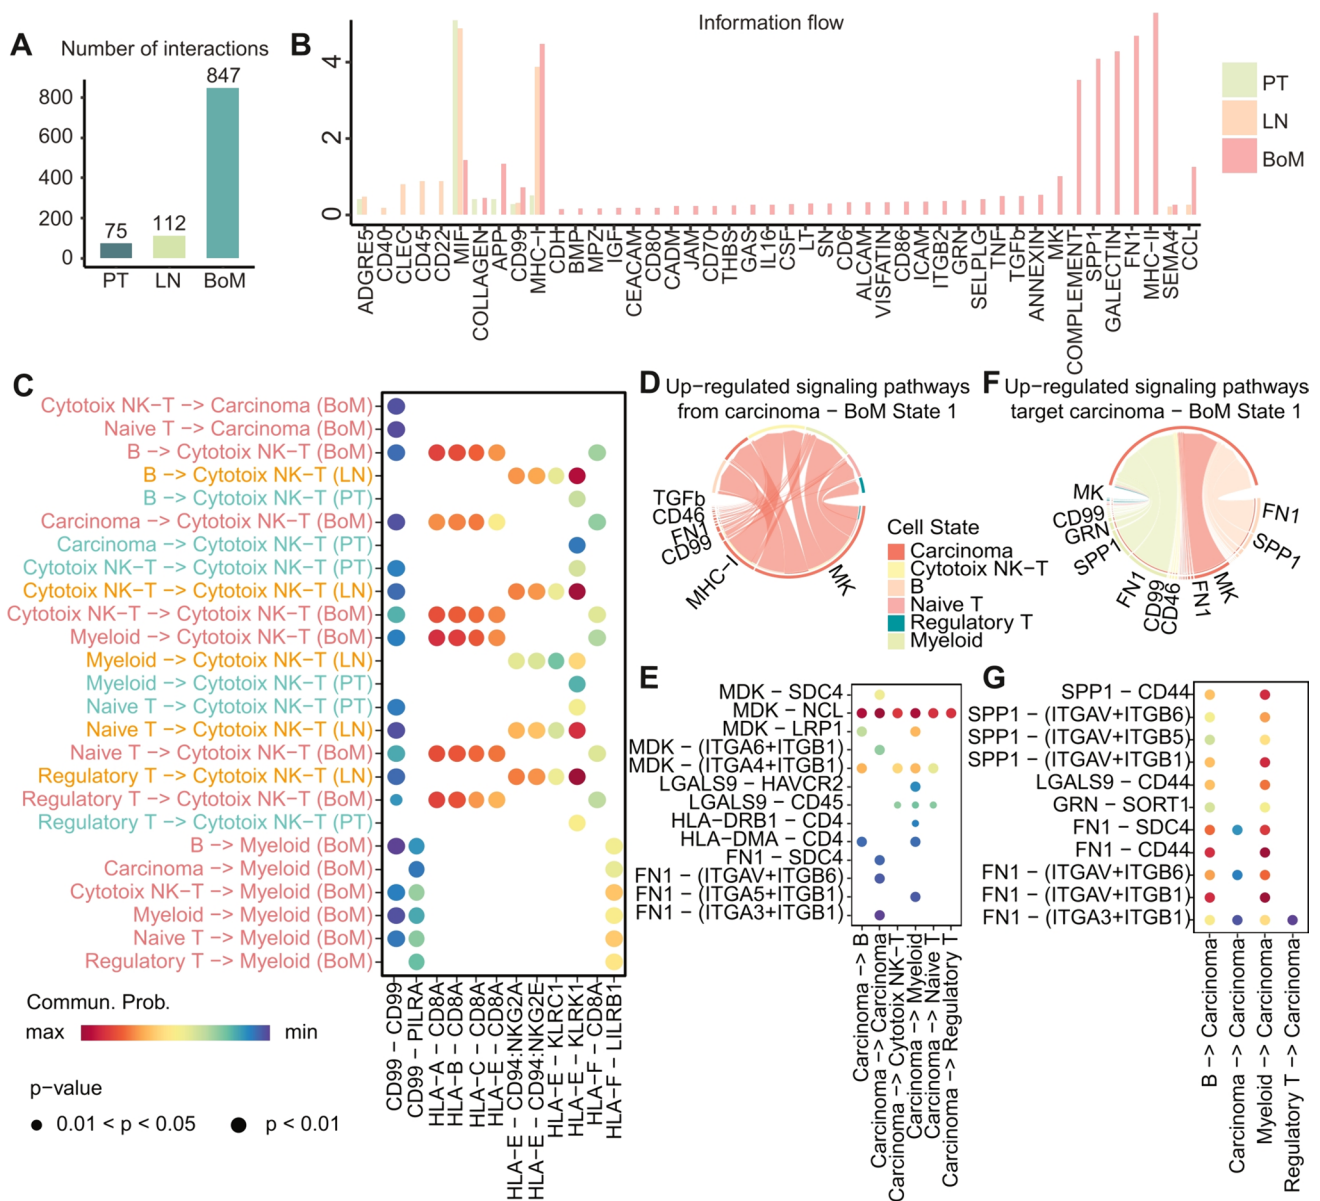 A
Number of interactions
800
600
400
200
0
75
112
847
PT
LN
BoM
B
Information flow
4
2
0
PT
LN
BoM
ADGRE5
CD40
CLEC
CD45
CD22
MIF
COLLAGEN
APP
CD99
MHC-I
CDH
BMP
MPZ
IGF
CEACAM
CD80
CADM
JAM
CD70
THBS
GAS
IL16
CSF
LT
SN
CD6
ALCAM
VISFATIN
CD86
ICAM
ITGB2
GRN
SELPLG
TNF
TGFb
ANNEXIN
MK
COMPLEMENT
SPP1
GALECTIN
FN1
MHC-II
SEMA4
CCL
C
Cytotoix NK−T −> Carcinoma (BoM)
Naive T −> Carcinoma (BoM)
B −> Cytotoix NK−T (BoM)
B −> Cytotoix NK−T (LN)
B −> Cytotoix NK−T (PT)
Carcinoma −> Cytotoix NK−T (BoM)
Carcinoma −> Cytotoix NK−T (PT)
Cytotoix NK−T −> Cytotoix NK−T (PT)
Cytotoix NK−T −> Cytotoix NK−T (LN)
Cytotoix NK−T −> Cytotoix NK−T (BoM)
Myeloid −> Cytotoix NK−T (BoM)
Myeloid −> Cytotoix NK−T (LN)
Myeloid −> Cytotoix NK−T (PT)
Naive T −> Cytotoix NK−T (PT)
Naive T −> Cytotoix NK−T (LN)
Naive T −> Cytotoix NK−T (BoM)
Regulatory T −> Cytotoix NK−T (LN)
Regulatory T −> Cytotoix NK−T (BoM)
Regulatory T −> Cytotoix NK−T (PT)
B −> Myeloid (BoM)
Carcinoma −> Myeloid (BoM)
Cytotoix NK−T −> Myeloid (BoM)
Myeloid −> Myeloid (BoM)
Naive T −> Myeloid (BoM)
Regulatory T −> Myeloid (BoM)
CD99 − CD99
CD99 − PILRA
HLA−A − CD8A
HLA−B − CD8A
HLA−C − CD8A
HLA−E − CD8A
HLA−E − CD94:NKG2A
HLA−E − CD94:NKG2E
HLA−E − KLRC1
HLA−E − KLRK1
HLA−F − CD8A
HLA−F − LILRB1
Commun. Prob.
max
min
p−value
0.01 < p < 0.05
p < 0.01
D
Up−regulated signaling pathways
from carcinoma − BoM State 1
TGFb
CD46
FN1
CD99
MHC−I
MK
Cell State
Carcinoma
Cytotoix NK−T
B
Naive T
Regulatory T
Myeloid
F
Up−regulated signaling pathways
target carcinoma − BoM State 1
MK
CD99
GRN
SPP1
FN1
CD99
CD46
FN1
MK
SPP1
FN1
E
MDK − SDC4
MDK − NCL
MDK − LRP1
MDK − (ITGA6+ITGB1)
MDK − (ITGA4+ITGB1)
LGALS9 − HAVCR2
LGALS9 − CD45
HLA−DRB1 − CD4
HLA−DMA − CD4
FN1 − SDC4
FN1 − (ITGAV+ITGB6)
FN1 − (ITGA5+ITGB1)
FN1 − (ITGA3+ITGB1)
Carcinoma −> B
Carcinoma −> Carcinoma
Carcinoma −> Cytotoix NK−T
Carcinoma −> Myeloid
Carcinoma −> Naive T
Carcinoma −> Regulatory T
G
SPP1 − CD44
SPP1 − (ITGAV+ITGB6)
SPP1 − (ITGAV+ITGB5)
SPP1 − (ITGAV+ITGB1)
LGALS9 − CD44
GRN − SORT1
FN1 − SDC4
FN1 − CD44
FN1 − (ITGAV+ITGB6)
FN1 − (ITGAV+ITGB1)
FN1 − (ITGA3+ITGB1)
B −> Carcinoma
Carcinoma −> Carcinoma
Myeloid −> Carcinoma
Regulatory T −> Carcinoma